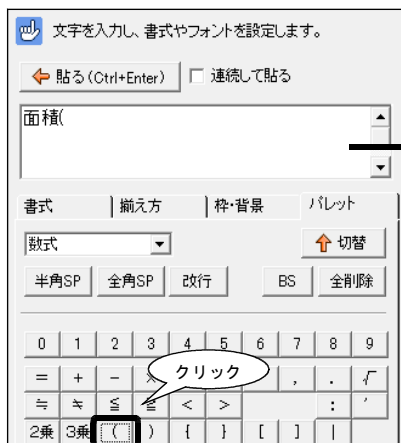 文字を入力し、書式やフォントを設定します。
貼る(Ctrl+Enter) 連続して貼る
面積(
書式 揃え方 枠・背景 パレット
数式 切替
半角SP 全角SP 改行 BS 全削除
0 1 2 3 4 5 6 7 8 9
= + − × , . √
クリック
≒ ≒ ≦ ≧ < > : ′
2乗 3乗 ( ) { } [ ] |